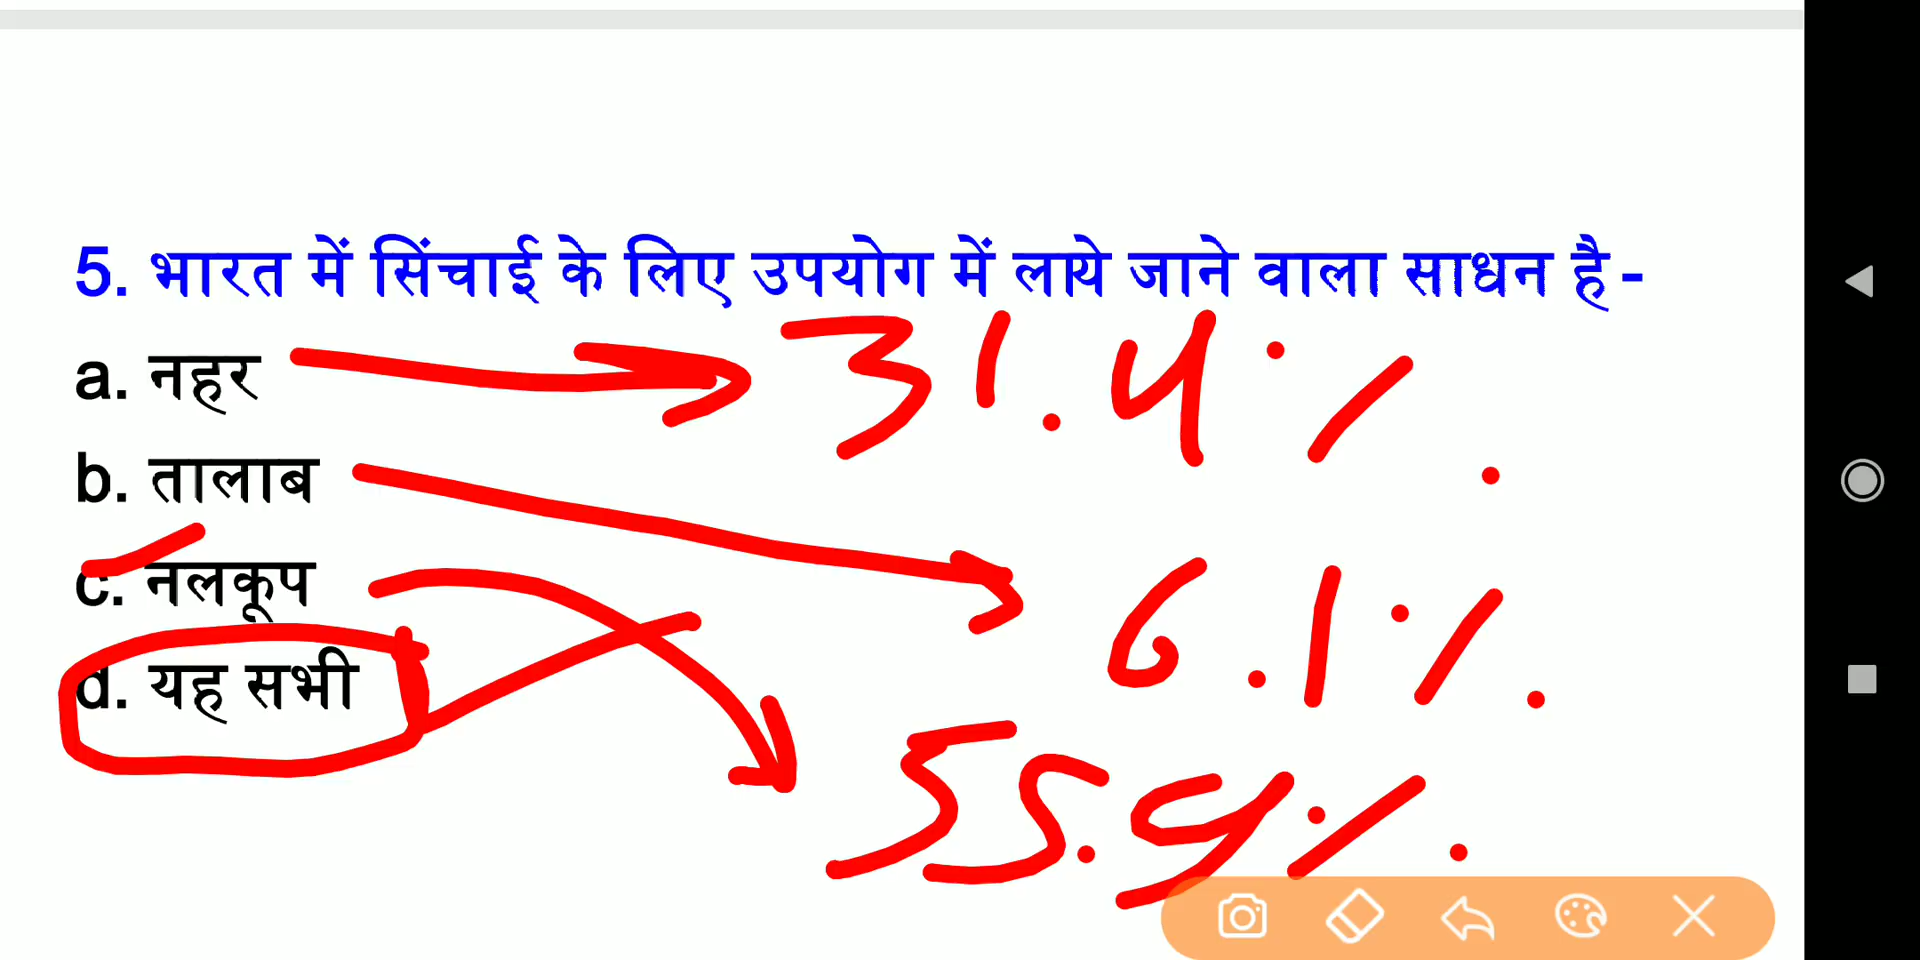 5. भारत में सिंचाई के लिए उपयोग में लाये जाने वाला साधन है -
a. नहर 31.4%
b. तालाब 6.1%
c. नलकूप 55.9%
d. यह सभी